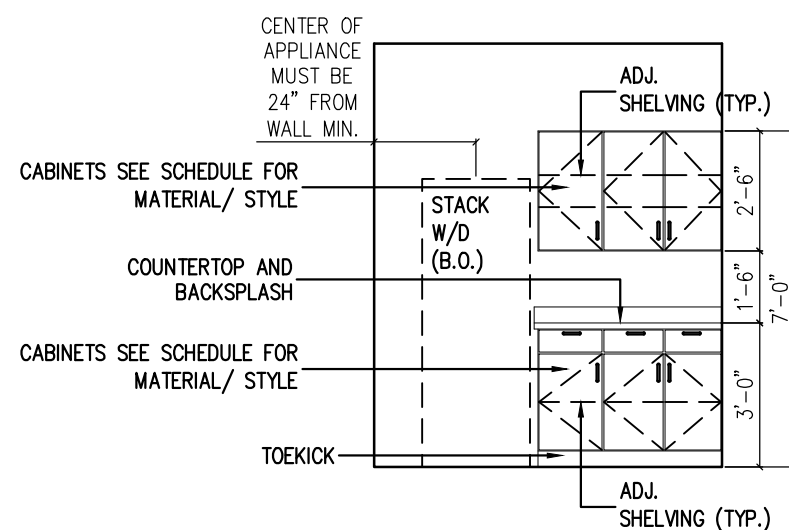 CENTER OF
APPLIANCE
MUST BE
24" FROM
WALL MIN.
ADJ.
SHELVING (TYP.)
CABINETS SEE SCHEDULE FOR
MATERIAL/ STYLE
STACK
W/D
(B.O.)
2'-6"
COUNTERTOP AND
BACKSPLASH
1'-6"
7'-0"
CABINETS SEE SCHEDULE FOR
MATERIAL/ STYLE
3'-0"
TOEKICK
ADJ.
SHELVING (TYP.)